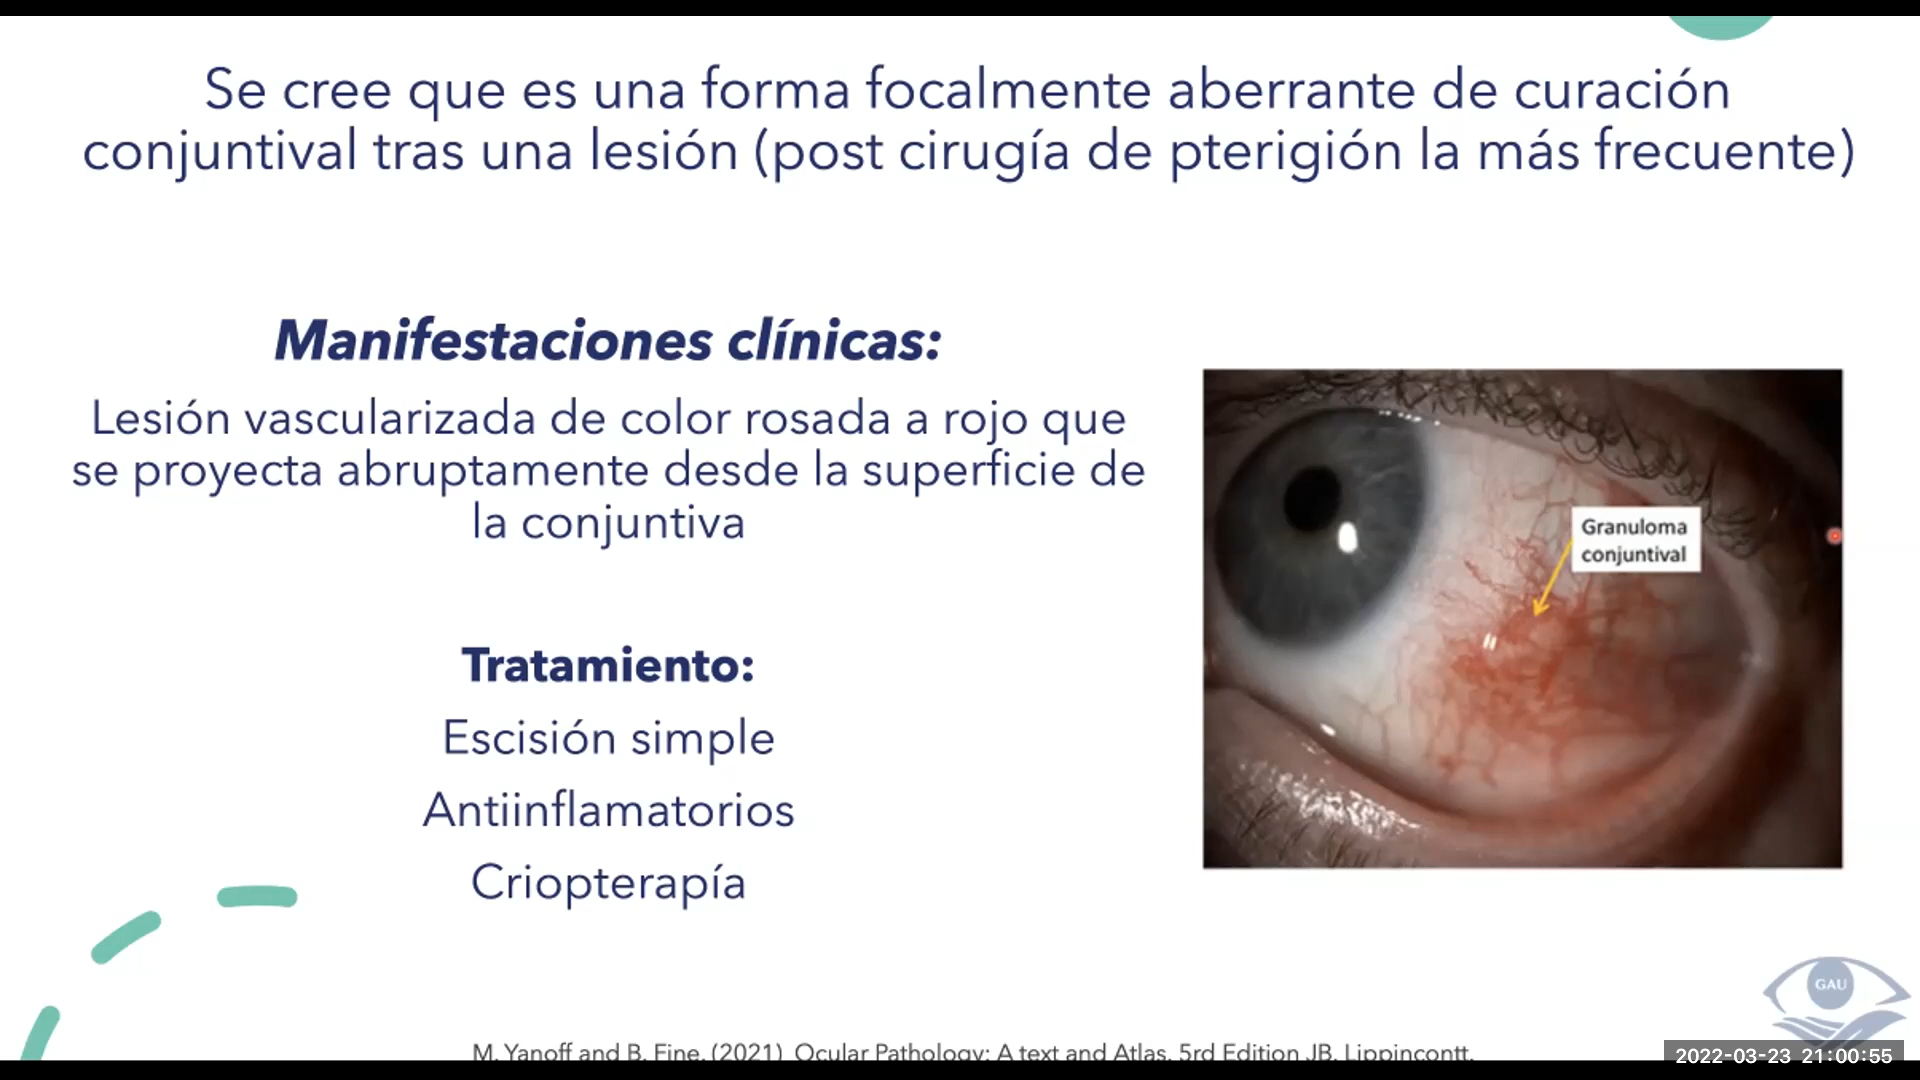 Se cree que es una forma focalmente aberrante de curación
conjuntival tras una lesión (post cirugía de pterigión la más frecuente)
Manifestaciones clínicas:
Lesión vascularizada de color rosada a rojo que
se proyecta abruptamente desde la superficie de
la conjuntiva
Tratamiento:
Escisión simple
Antiinflamatorios
Criopterapía
Granuloma
conjuntival
GAU
M. Yanoff and B. Fine. (2021) Ocular Pathology: A text and Atlas. 5rd Edition JB. Lippincontt.
2022-03-23 21:00:55